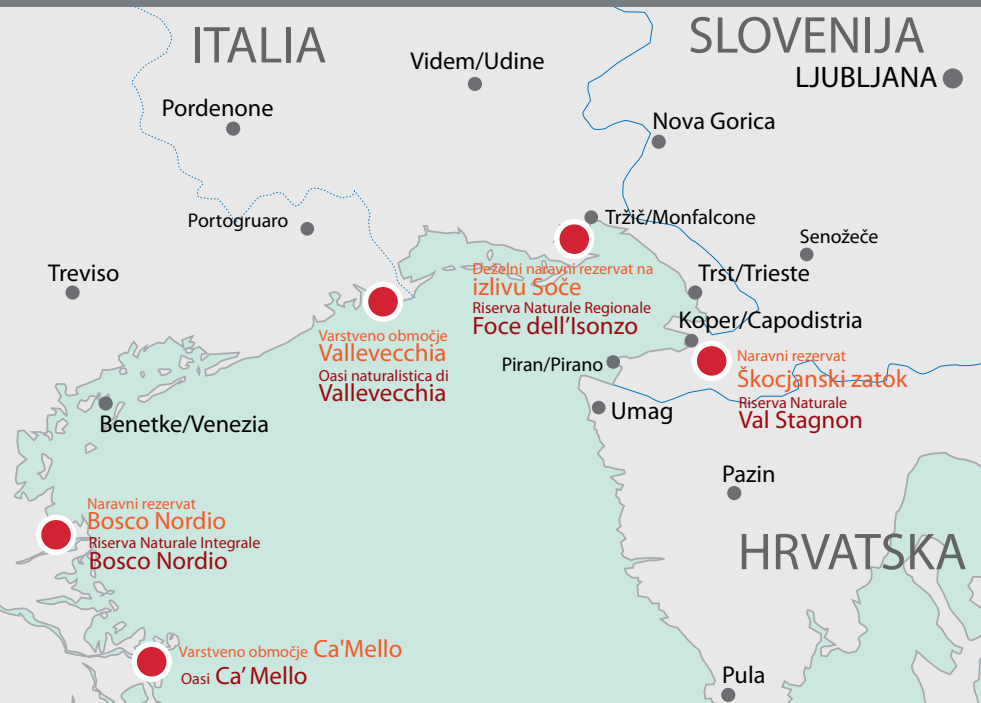 ITALIA
SLOVENIJA
Videm/Udine
LJUBLJANA
Pordenone
Nova Gorica
Portogruaro
Tržič/Monfalcone
Senožeče
Treviso
Deželni naravni rezervat na
izlivu Soče
Riserva Naturale Regionale
Foce dell'Isonzo
Trst/Trieste
Koper/Capodistria
Varstveno območje
Vallevecchia
Oasi naturalistica di
Vallevecchia
Piran/Pirano
Naravni rezervat
Škocjanski zatok
Riserva Naturale
Val Stagnon
Benetke/Venezia
Umag
Pazin
Naravni rezervat
Bosco Nordio
Riserva Naturale Integrale
Bosco Nordio
HRVATSKA
Varstveno območje Ca'Mello
Oasi Ca' Mello
Pula